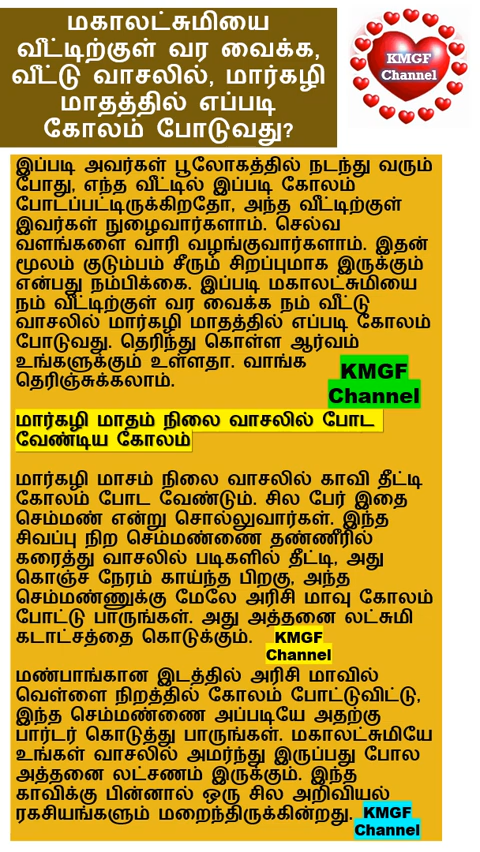 மகாலட்சுமியை
வீட்டிற்குள் வர வைக்க,
வீட்டு வாசலில், மார்கழி
மாதத்தில் எப்படி
கோலம் போடுவது?
KMGF
Channel
இப்படி அவர்கள் பூலோகத்தில் நடந்து வரும்
போது, எந்த வீட்டில் இப்படி கோலம்
போடப்பட்டிருக்கிறதோ, அந்த வீட்டிற்குள்
இவர்கள் நுழைவார்களாம். செல்வ
வளங்களை வாரி வழங்குவார்களாம். இதன்
மூலம் குடும்பம் சீரும் சிறப்புமாக இருக்கும்
என்பது நம்பிக்கை. இப்படி மகாலட்சுமியை
நம் வீட்டிற்குள் வர வைக்க நம் வீட்டு
வாசலில் மார்கழி மாதத்தில் எப்படி கோலம்
போடுவது. தெரிந்து கொள்ள ஆர்வம்
உங்களுக்கும் உள்ளதா. வாங்க
தெரிஞ்சுக்கலாம்.
KMGF
Channel
மார்கழி மாதம் நிலை வாசலில் போட
வேண்டிய கோலம்
மார்கழி மாசம் நிலை வாசலில் காவி தீட்டி
கோலம் போட வேண்டும். சில பேர் இதை
செம்மண் என்று சொல்லுவார்கள். இந்த
சிவப்பு நிற செம்மண்ணை தண்ணீரில்
கரைத்து வாசலில் படிகளில் தீட்டி, அது
கொஞ்ச நேரம் காய்ந்த பிறகு, அந்த
செம்மண்ணுக்கு மேலே அரிசி மாவு கோலம்
போட்டு பாருங்கள். அது அத்தனை லட்சுமி
கடாட்சத்தை கொடுக்கும்.
KMGF
Channel
மண்பாங்கான இடத்தில் அரிசி மாவில்
வெள்ளை நிறத்தில் கோலம் போட்டுவிட்டு,
இந்த செம்மண்ணை அப்படியே அதற்கு
பார்டர் கொடுத்து பாருங்கள். மகாலட்சுமியே
உங்கள் வாசலில் அமர்ந்து இருப்பது போல
அத்தனை லட்சணம் இருக்கும். இந்த
காவிக்கு பின்னால் ஒரு சில அறிவியல்
ரகசியங்களும் மறைந்திருக்கின்றது.
KMGF
Channel